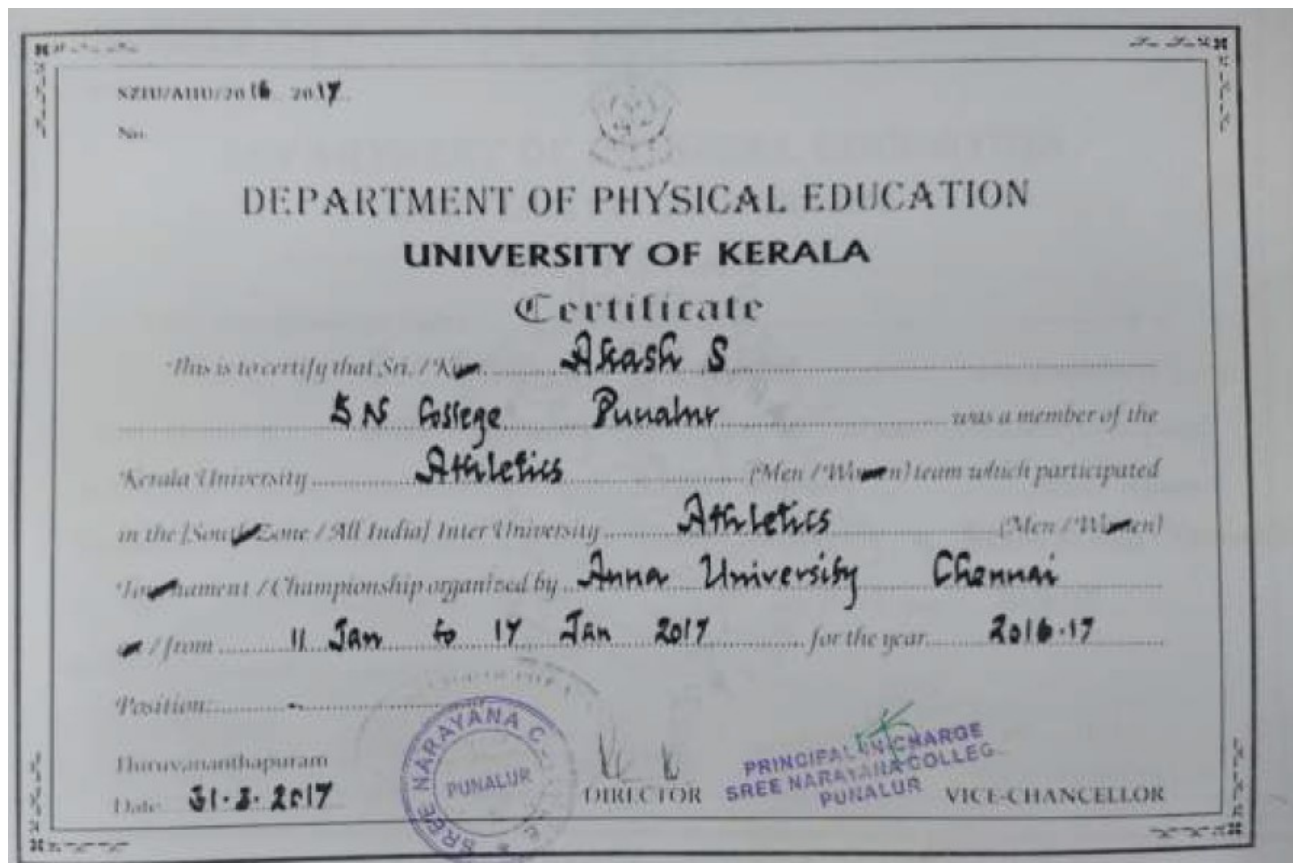 SZIU/AIIU/2016 2017
No.
DEPARTMENT OF PHYSICAL EDUCATION
UNIVERSITY OF KERALA
Certificate
This is to certify that Sri. / Kum. Akash S
S N College Punalur was a member of the
Kerala University Athletics (Men / Women) team which participated
in the [South Zone / All India] Inter University Athletics (Men / Women)
Tournament / Championship organized by Anna University Chennai
on / from 11 Jan to 17 Jan 2017 for the year 2016-17
Position: -
Thiruvananthapuram
Date 31.3.2017
SREE NARAYANA
PUNALUR
DIRECTOR
PRINCIPAL IN CHARGE
SREE NARAYANA COLLEG
PUNALUR
VICE-CHANCELLOR